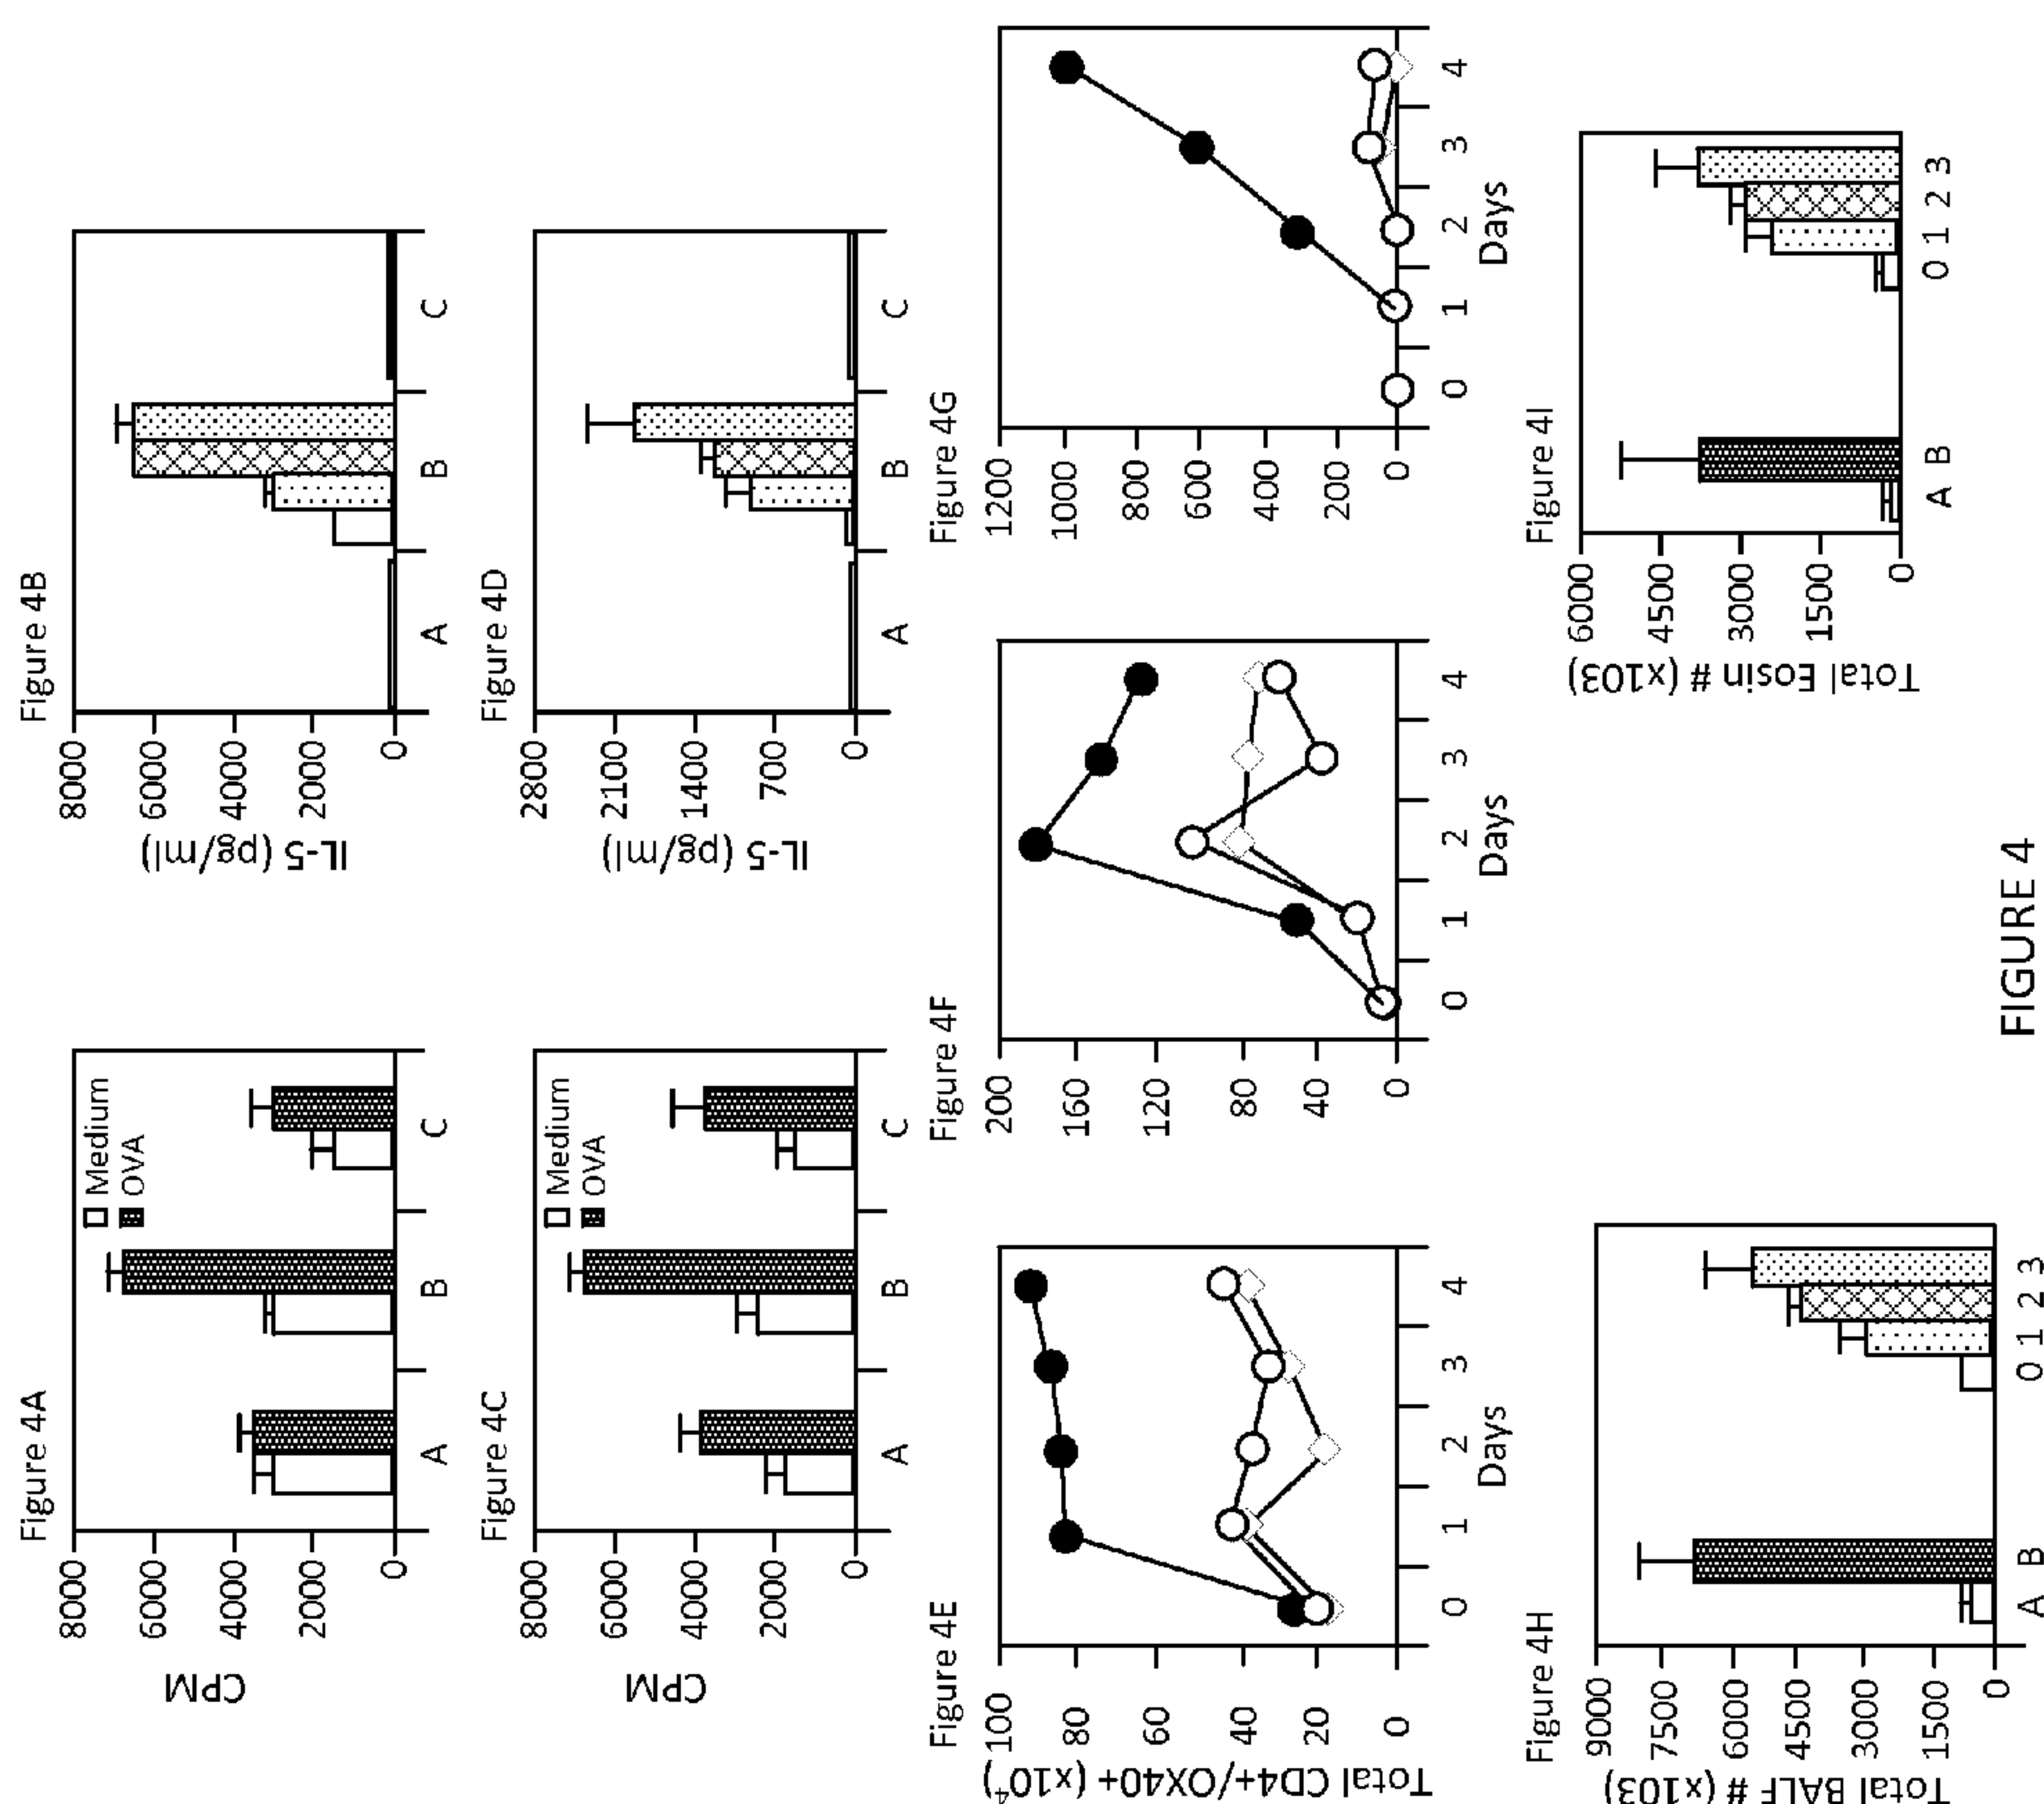 Figure 4A
CPM
8000
6000
4000
2000
0
Medium
OVA
A B C
Figure 4B
IL-5 (pg/ml)
8000
6000
4000
2000
0
A B C
Figure 4C
CPM
8000
6000
4000
2000
0
Medium
OVA
A B C
Figure 4D
IL-5 (pg/ml)
2800
2100
1400
700
0
A B C
Figure 4E
Total CD4+/OX40+ (x10⁴)
100
80
60
40
20
0
0 1 2 3 4
Days
Figure 4F
200
160
120
80
40
0
0 1 2 3 4
Days
Figure 4G
1200
1000
800
600
400
200
0
0 1 2 3 4
Days
Figure 4H
Total BALF # (x103)
9000
7500
6000
4500
3000
1500
0
A B 0 1 2 3
Figure 4I
Total Eosin # (x103)
6000
4500
3000
1500
0
A B 0 1 2 3
FIGURE 4